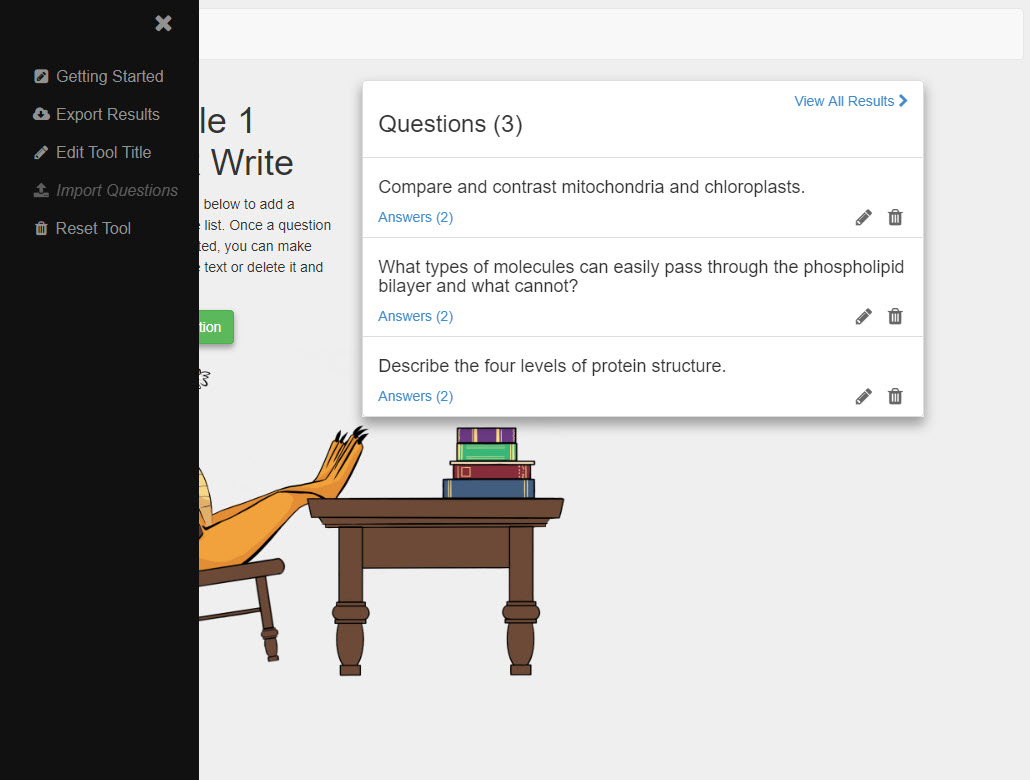 Getting Started
Export Results
Edit Tool Title
Import Questions
Reset Tool
le 1
Write
below to add a
list. Once a question
ted, you can make
text or delete it and
tion
View All Results
Questions (3)
Compare and contrast mitochondria and chloroplasts.
Answers (2)
What types of molecules can easily pass through the phospholipid
bilayer and what cannot?
Answers (2)
Describe the four levels of protein structure.
Answers (2)